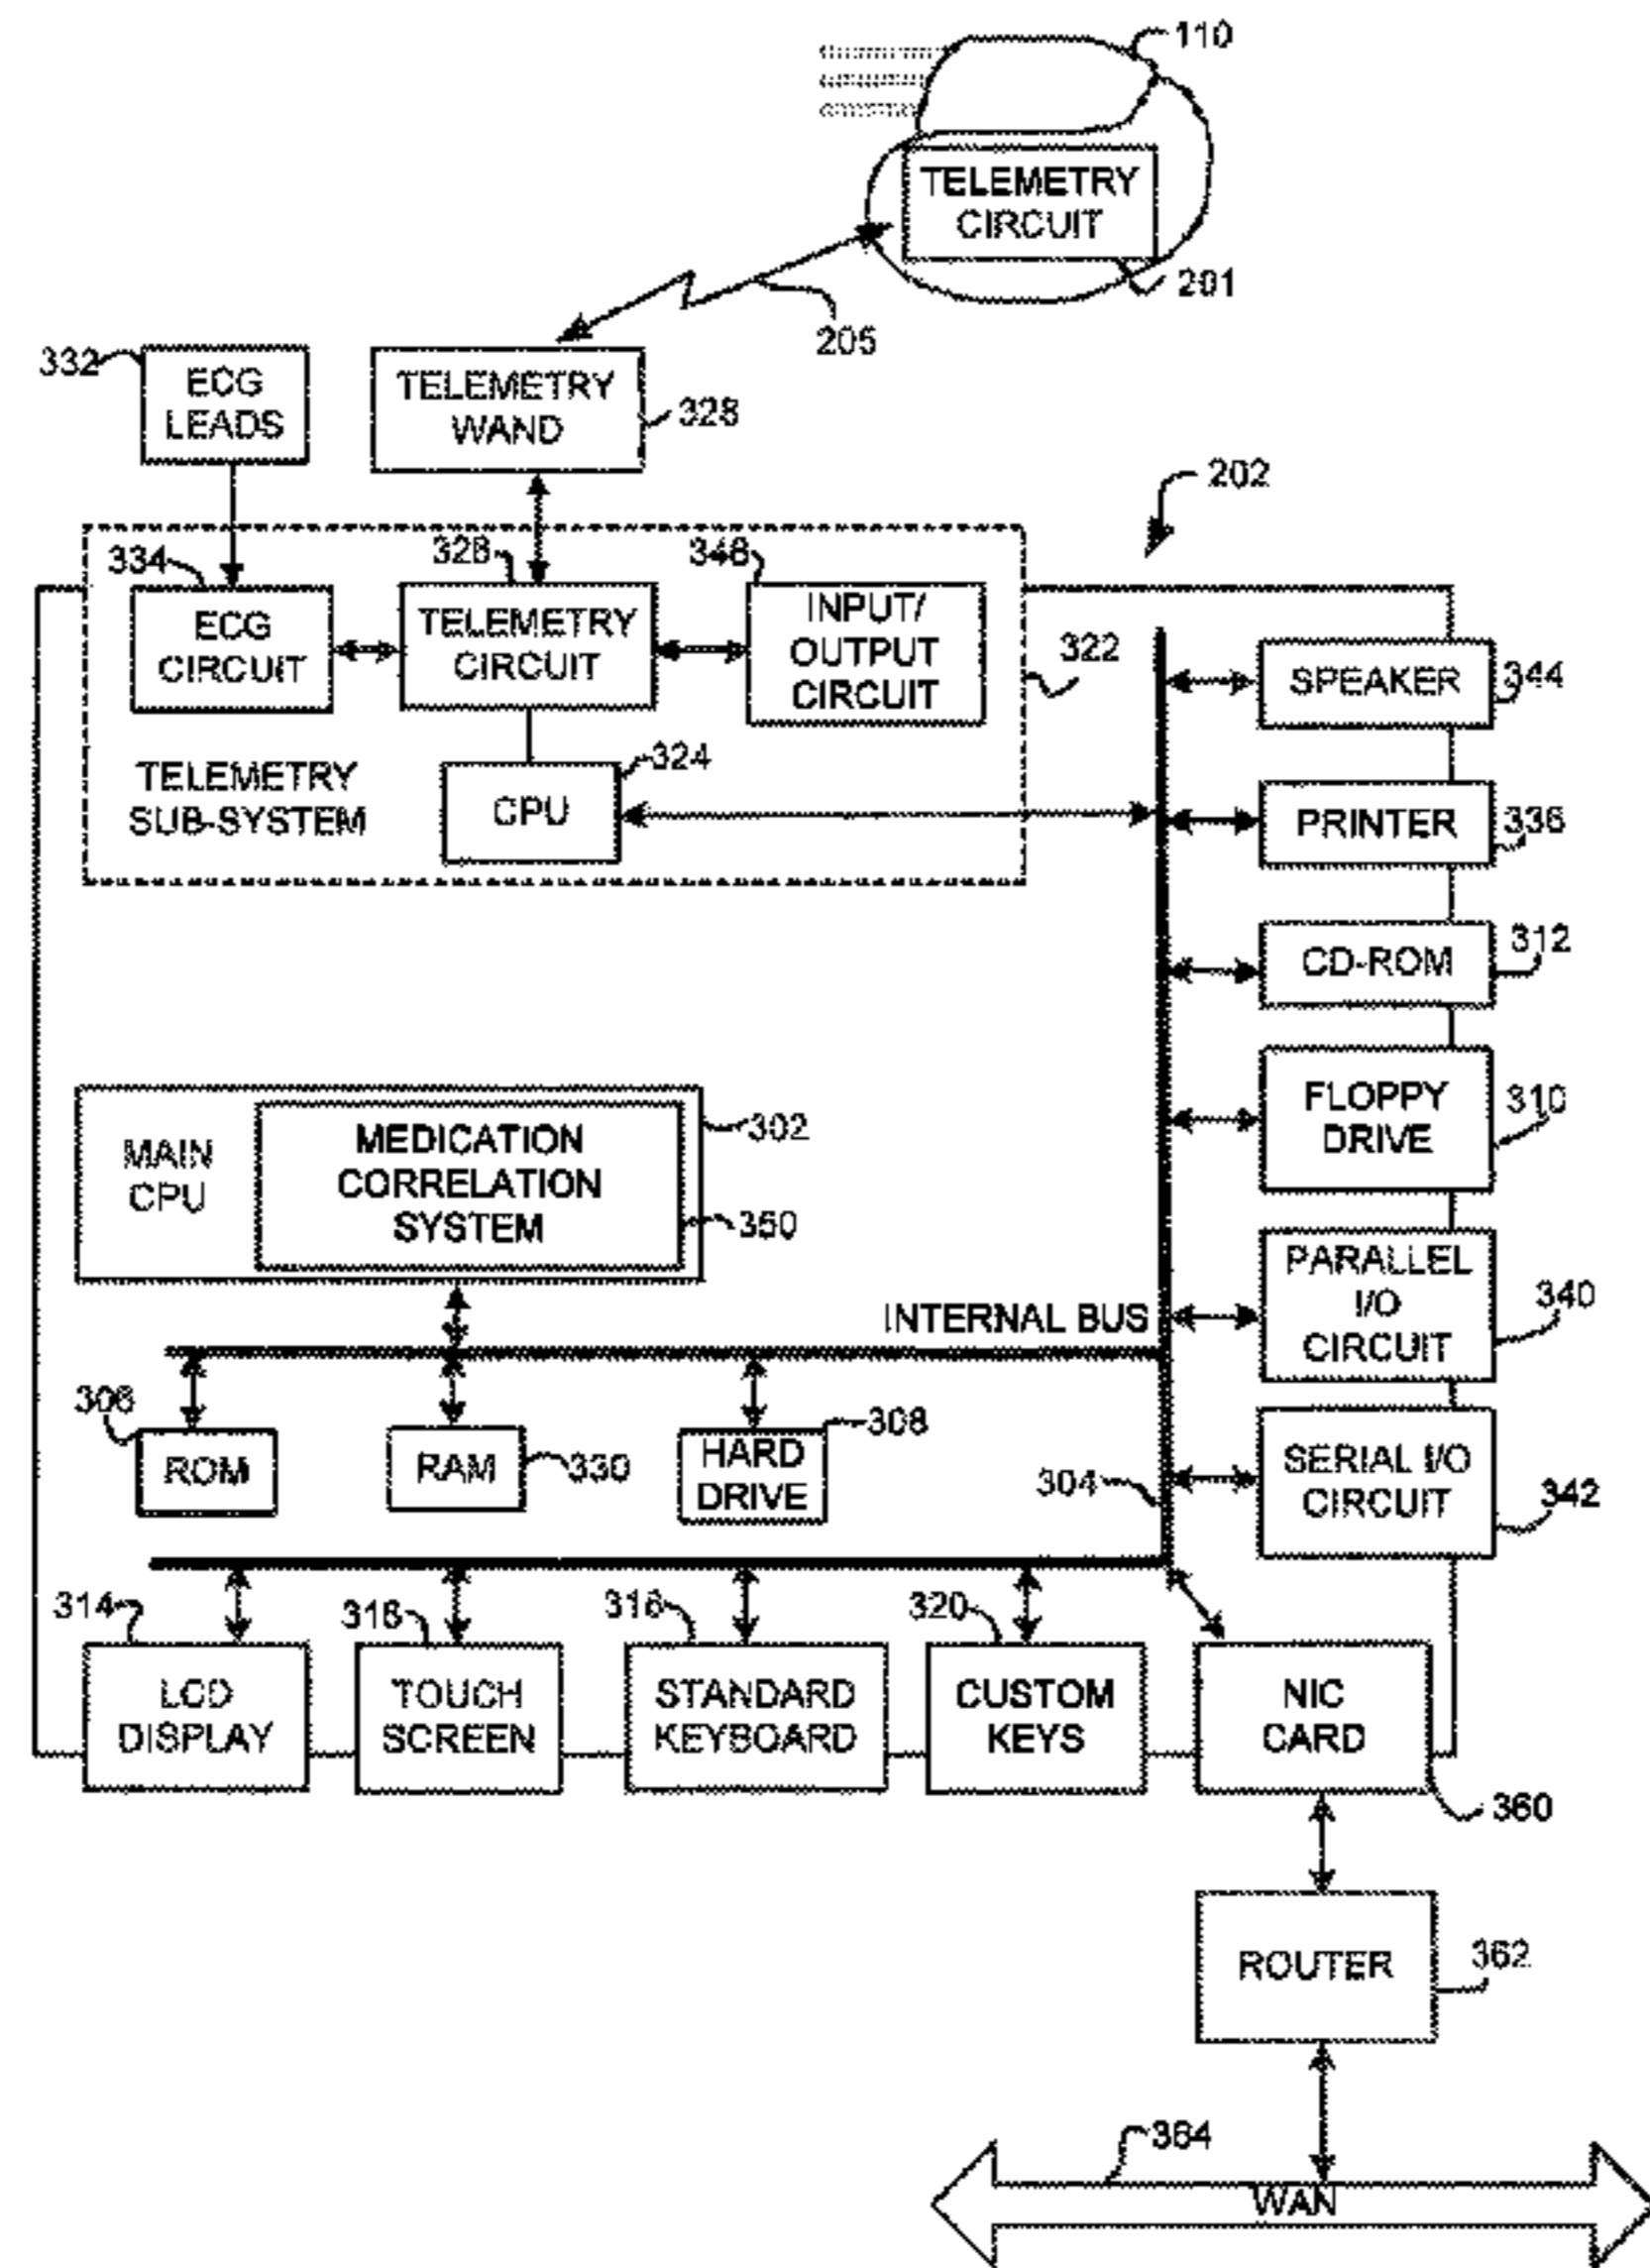 110
TELEMETRY
CIRCUIT
201
205
332
ECG
LEADS
TELEMETRY
WAND
328
202
334
328
346
ECG
CIRCUIT
TELEMETRY
CIRCUIT
INPUT/
OUTPUT
CIRCUIT
322
TELEMETRY
SUB-SYSTEM
324
CPU
SPEAKER
344
PRINTER
336
CD-ROM
312
FLOPPY
DRIVE
310
MAIN
CPU
MEDICATION
CORRELATION
SYSTEM
302
350
INTERNAL BUS
PARALLEL
I/O
CIRCUIT
340
306
ROM
RAM
330
HARD
DRIVE
308
304
SERIAL I/O
CIRCUIT
342
314
LCD
DISPLAY
318
TOUCH
SCREEN
316
STANDARD
KEYBOARD
320
CUSTOM
KEYS
NIC
CARD
360
ROUTER
362
364
WAN